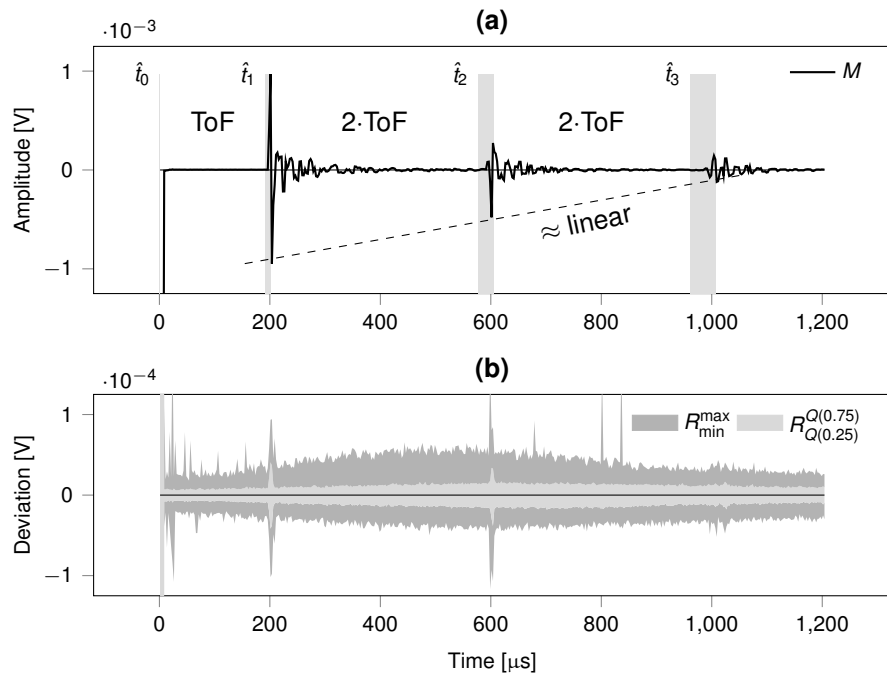 (a)
·10⁻³
t̂₀ t̂₁ t̂₂ t̂₃ M
ToF 2·ToF 2·ToF
≈ linear
Amplitude [V]
1
0
−1
0 200 400 600 800 1,000 1,200
(b)
·10⁻⁴
R^max_min R^Q(0.75)_Q(0.25)
Deviation [V]
1
0
−1
0 200 400 600 800 1,000 1,200
Time [μs]